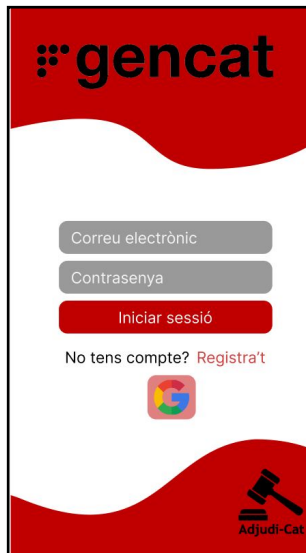 gencat
Correu electrònic
Contrasenya
Iniciar sessió
No tens compte? Registra't
Adjudi-Cat